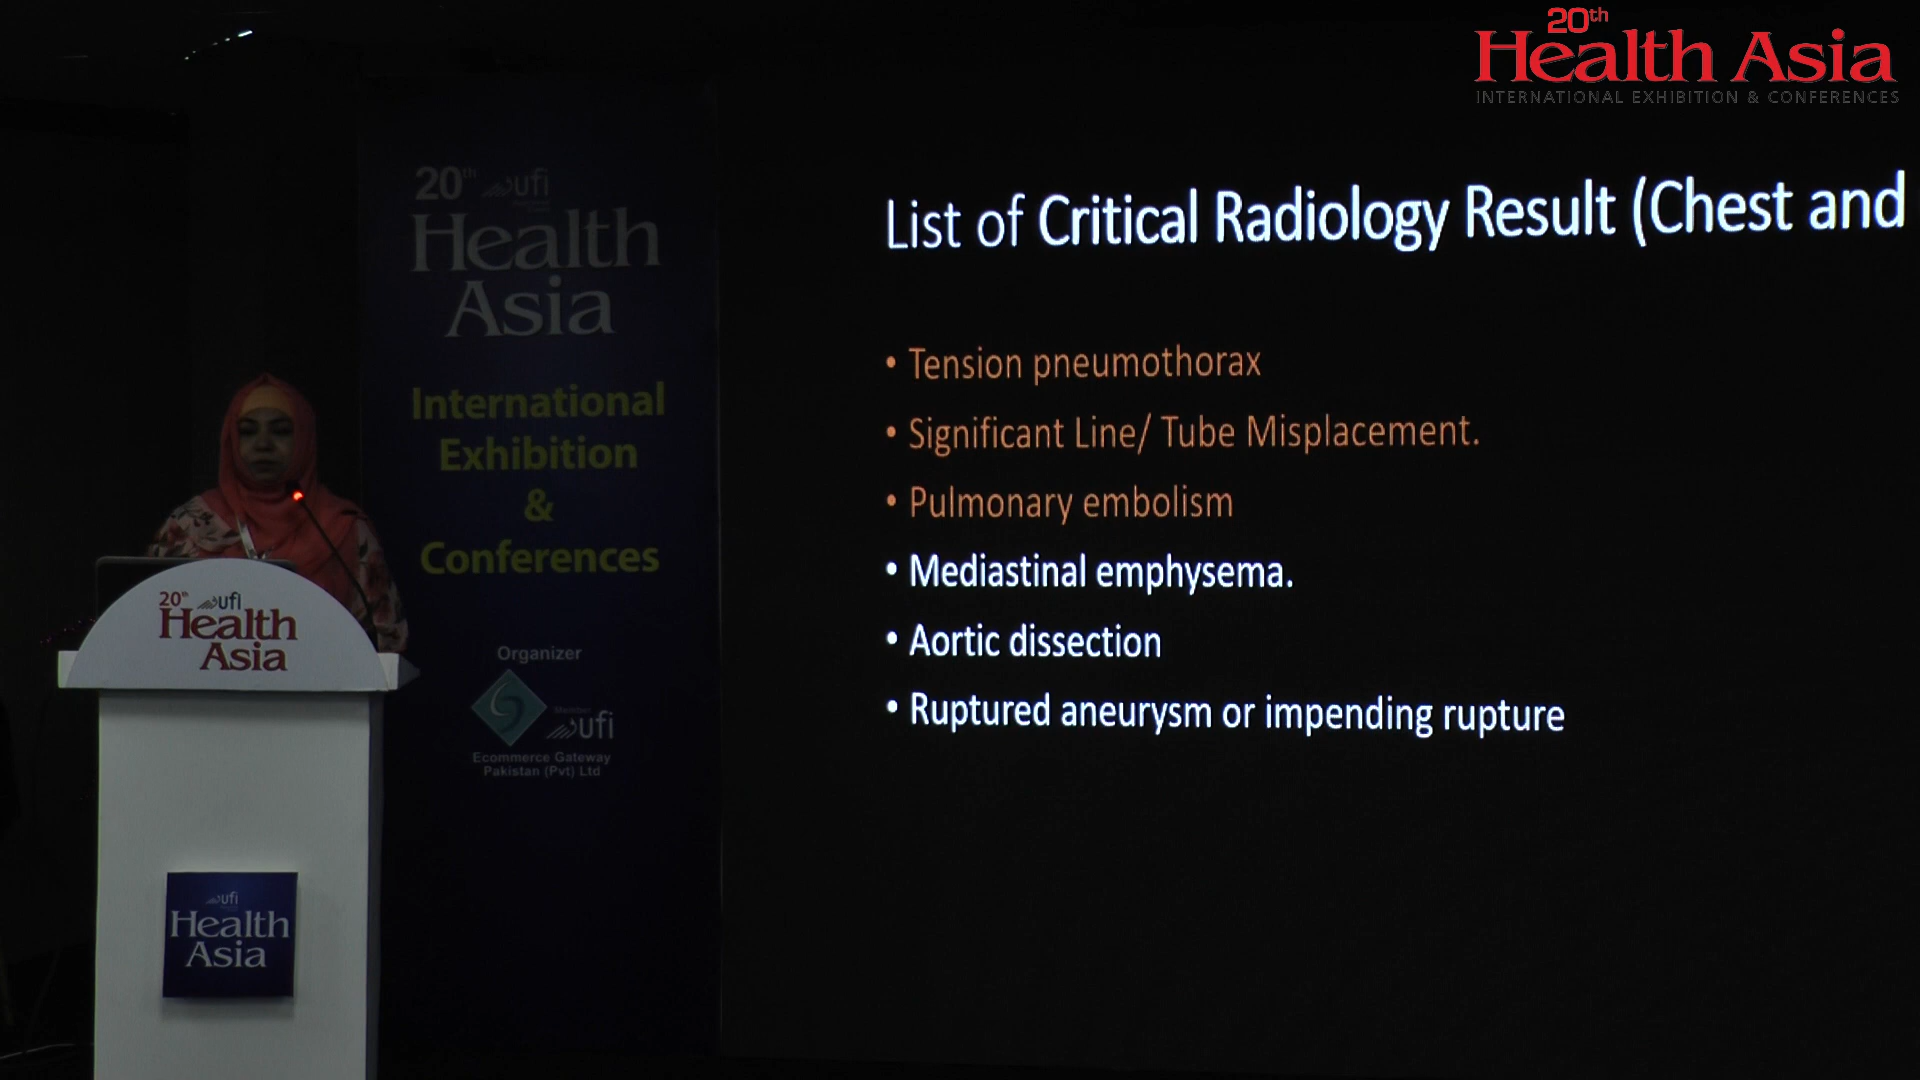 20th
Health Asia
INTERNATIONAL EXHIBITION & CONFERENCES
List of Critical Radiology Result (Chest and
• Tension pneumothorax
• Significant Line/ Tube Misplacement.
• Pulmonary embolism
• Mediastinal emphysema.
• Aortic dissection
• Ruptured aneurysm or impending rupture
20th ufi
Health
Asia
International
Exhibition
&
Conferences
Organizer
Member
ufi
Ecommerce Gateway
Pakistan (Pvt) Ltd
20th ufi
Health
Asia
ufi
Health
Asia